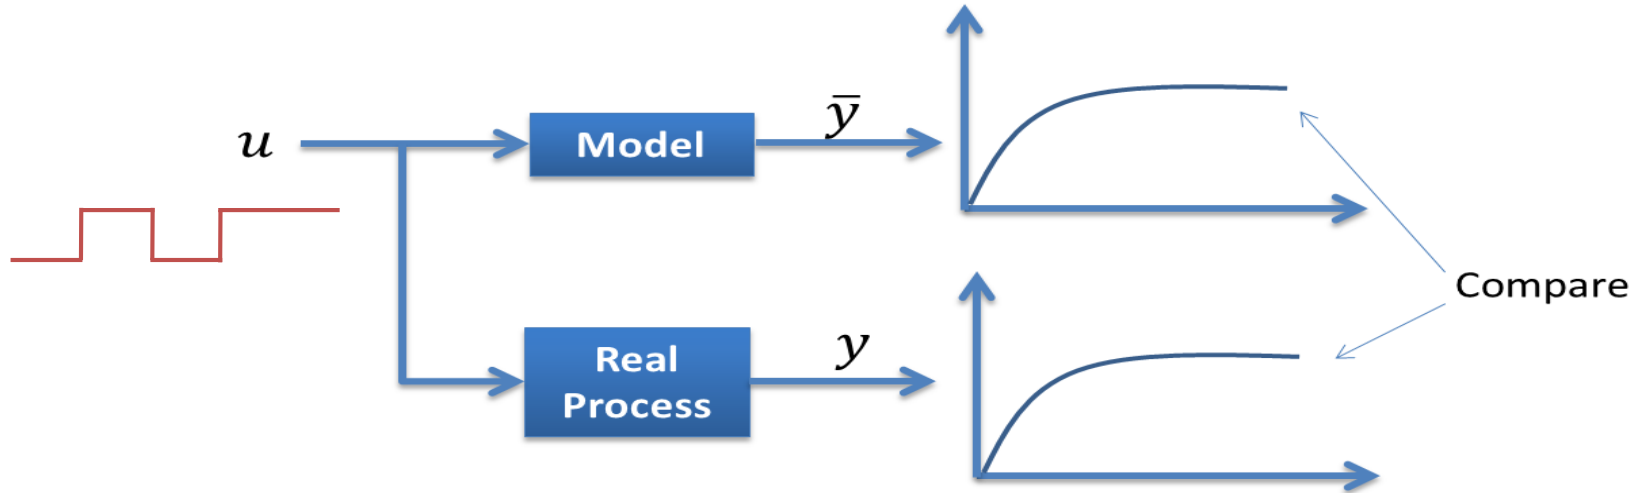 u
Model
ȳ
Real
Process
y
Compare